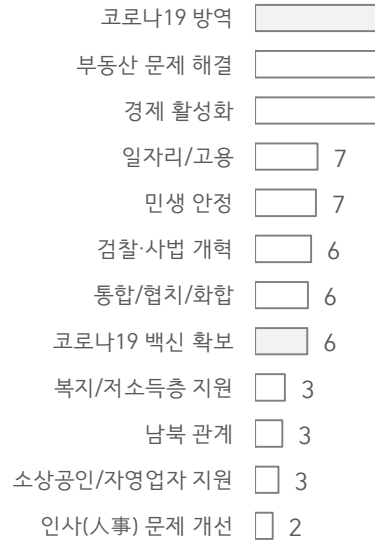 코로나19 방역
부동산 문제 해결
경제 활성화
일자리/고용 7
민생 안정 7
검찰·사법 개혁 6
통합/협치/화합 6
코로나19 백신 확보 6
복지/저소득층 지원 3
남북 관계 3
소상공인/자영업자 지원 3
인사(人事) 문제 개선 2